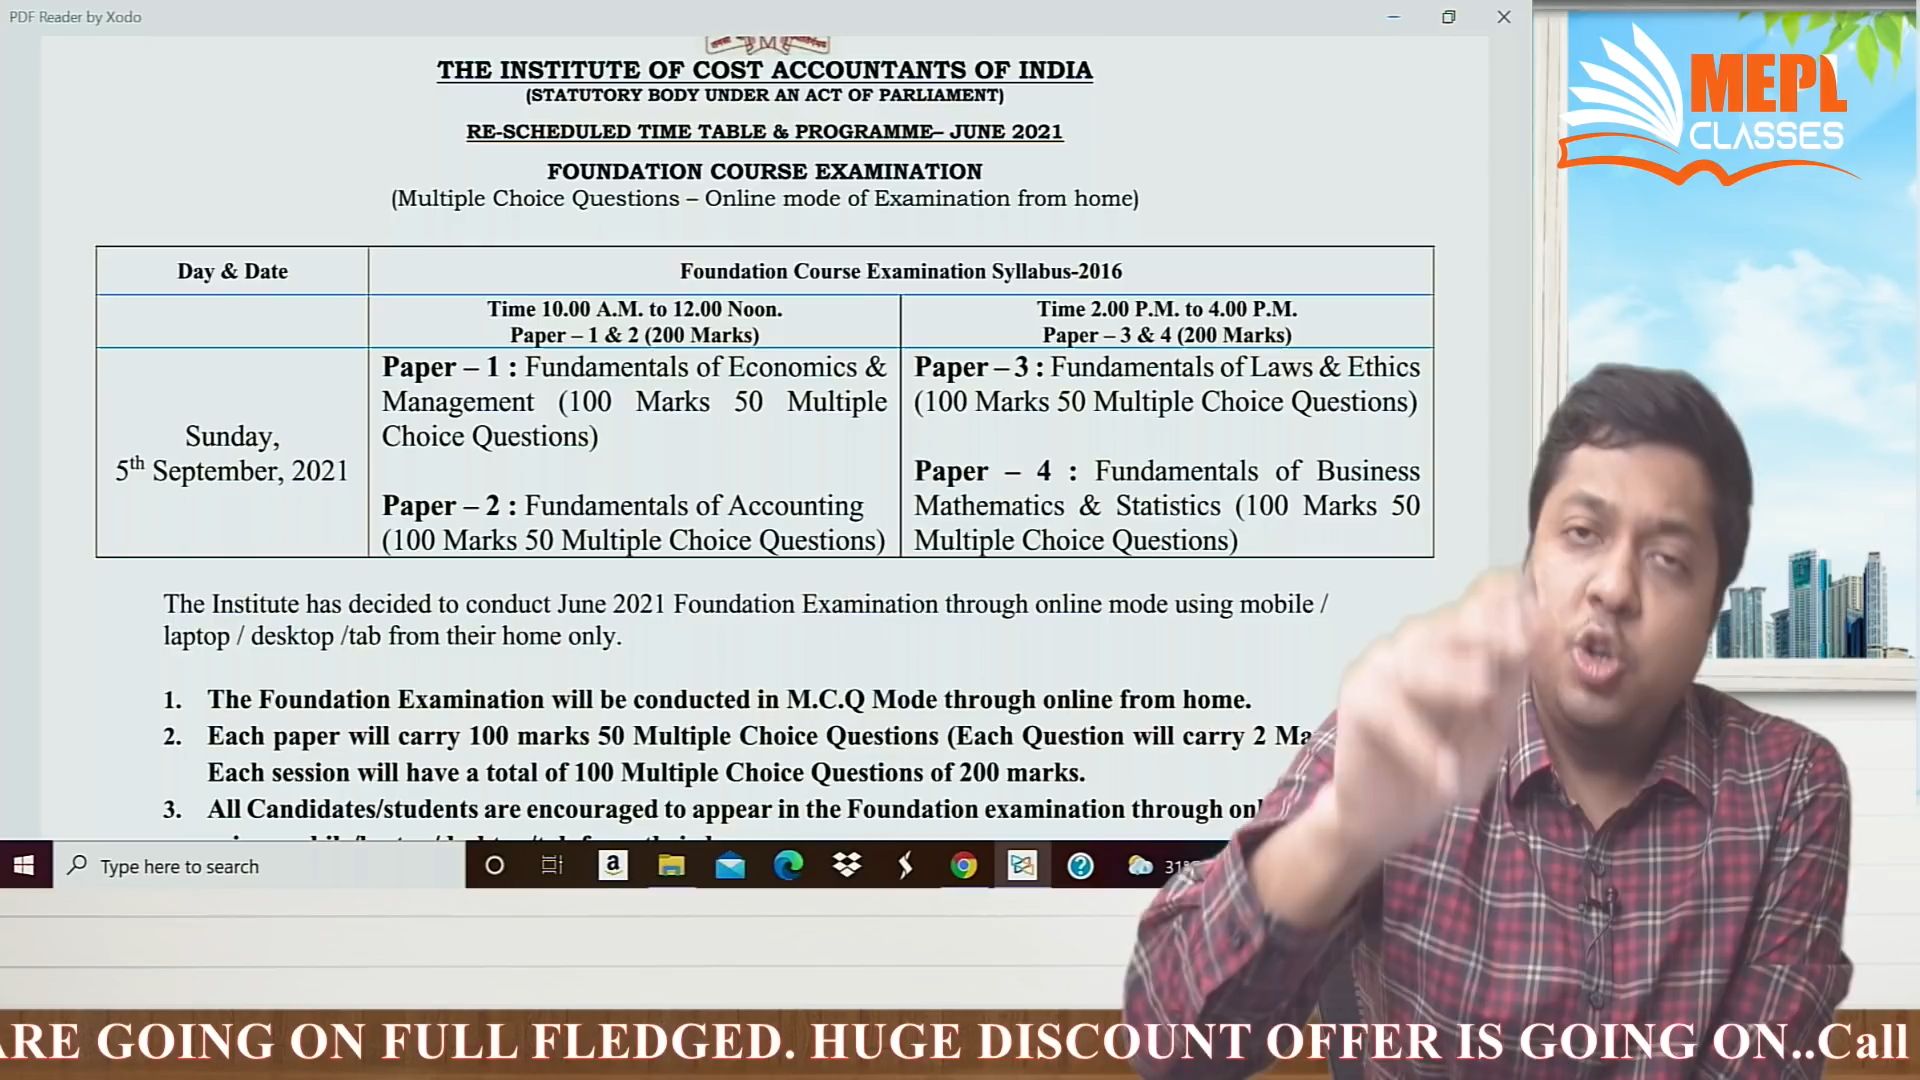 PDF Reader by Xodo
THE INSTITUTE OF COST ACCOUNTANTS OF INDIA
(STATUTORY BODY UNDER AN ACT OF PARLIAMENT)
RE-SCHEDULED TIME TABLE & PROGRAMME– JUNE 2021
FOUNDATION COURSE EXAMINATION
(Multiple Choice Questions – Online mode of Examination from home)
Day & Date
Foundation Course Examination Syllabus-2016
Time 10.00 A.M. to 12.00 Noon.
Paper – 1 & 2 (200 Marks)
Time 2.00 P.M. to 4.00 P.M.
Paper – 3 & 4 (200 Marks)
Sunday,
5th September, 2021
Paper – 1 : Fundamentals of Economics &
Management (100 Marks 50 Multiple
Choice Questions)
Paper – 2 : Fundamentals of Accounting
(100 Marks 50 Multiple Choice Questions)
Paper – 3 : Fundamentals of Laws & Ethics
(100 Marks 50 Multiple Choice Questions)
Paper – 4 : Fundamentals of Business
Mathematics & Statistics (100 Marks 50
Multiple Choice Questions)
The Institute has decided to conduct June 2021 Foundation Examination through online mode using mobile /
laptop / desktop /tab from their home only.
1. The Foundation Examination will be conducted in M.C.Q Mode through online from home.
2. Each paper will carry 100 marks 50 Multiple Choice Questions (Each Question will carry 2 Ma
Each session will have a total of 100 Multiple Choice Questions of 200 marks.
3. All Candidates/students are encouraged to appear in the Foundation examination through onl
Type here to search
31°
MEPL
CLASSES
ARE GOING ON FULL FLEDGED. HUGE DISCOUNT OFFER IS GOING ON..Call